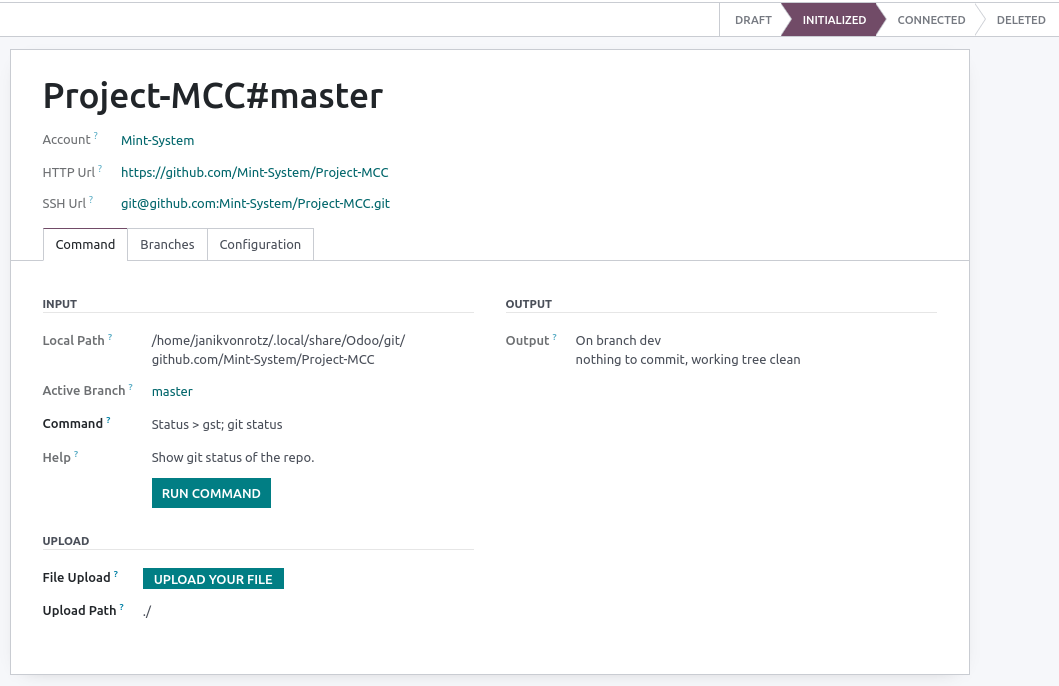 DRAFT INITIALIZED CONNECTED DELETED
Project-MCC#master
Account ? Mint-System
HTTP Url ? https://github.com/Mint-System/Project-MCC
SSH Url ? git@github.com:Mint-System/Project-MCC.git
Command Branches Configuration
INPUT
Local Path ? /home/janikvonrotz/.local/share/Odoo/git/
github.com/Mint-System/Project-MCC
Active Branch ? master
Command ? Status > gst; git status
Help ? Show git status of the repo.
RUN COMMAND
UPLOAD
File Upload ? UPLOAD YOUR FILE
Upload Path ? ./
OUTPUT
Output ? On branch dev
nothing to commit, working tree clean